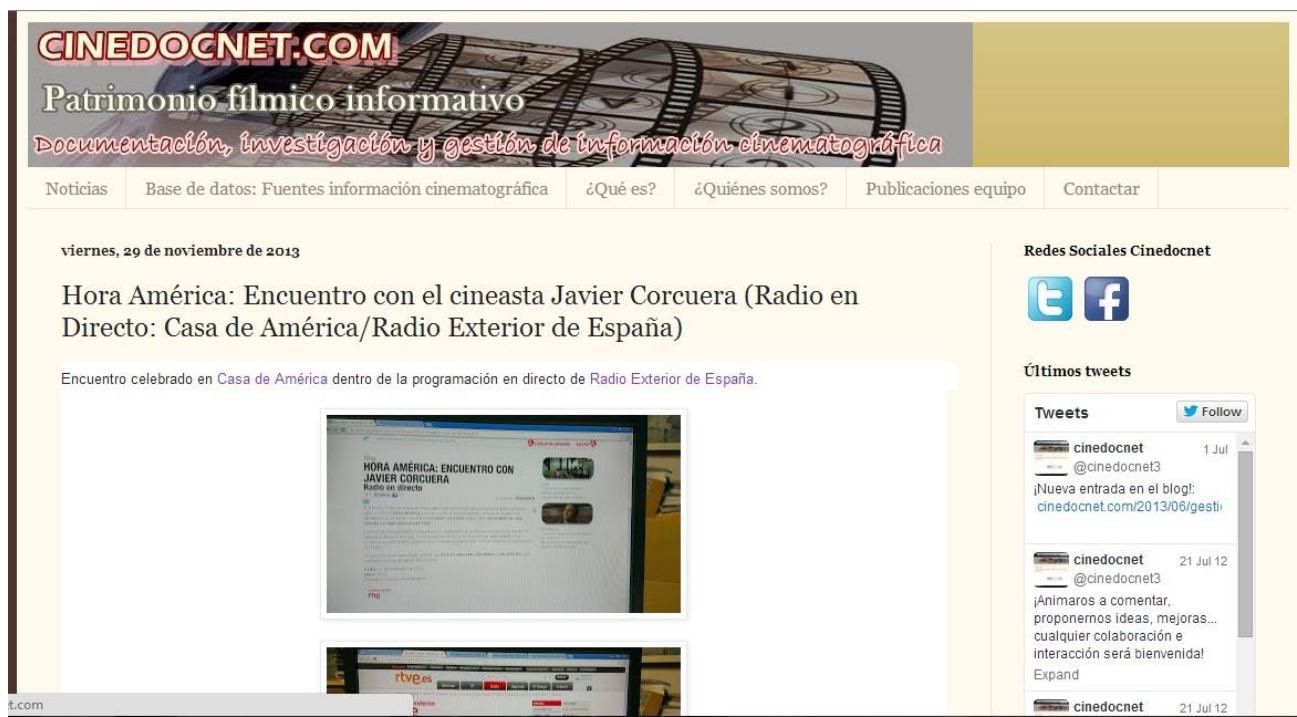 CINEDOCNET.COM
Patrimonio fílmico informativo
Documentación, investigación y gestión de información cinematográfica
Noticias
Base de datos: Fuentes información cinematográfica
¿Qué es?
¿Quiénes somos?
Publicaciones equipo
Contactar
viernes, 29 de noviembre de 2013
Hora América: Encuentro con el cineasta Javier Corcuera (Radio en
Directo: Casa de América/Radio Exterior de España)
Encuentro celebrado en Casa de América dentro de la programación en directo de Radio Exterior de España.
HORA AMÉRICA: ENCUENTRO CON
JAVIER CORCUERA
Radio en directo
rne
rtve.es
Redes Sociales Cinedocnet
Últimos tweets
Tweets
Follow
cinedocnet
1 Jul
@cinedocnet3
¡Nueva entrada en el blog!:
cinedocnet.com/2013/06/gesti
cinedocnet
21 Jul 12
@cinedocnet3
¡Animaros a comentar,
proponernos ideas, mejoras...
cualquier colaboración e
interacción será bienvenida!
Expand
cinedocnet
21 Jul 12
et.com